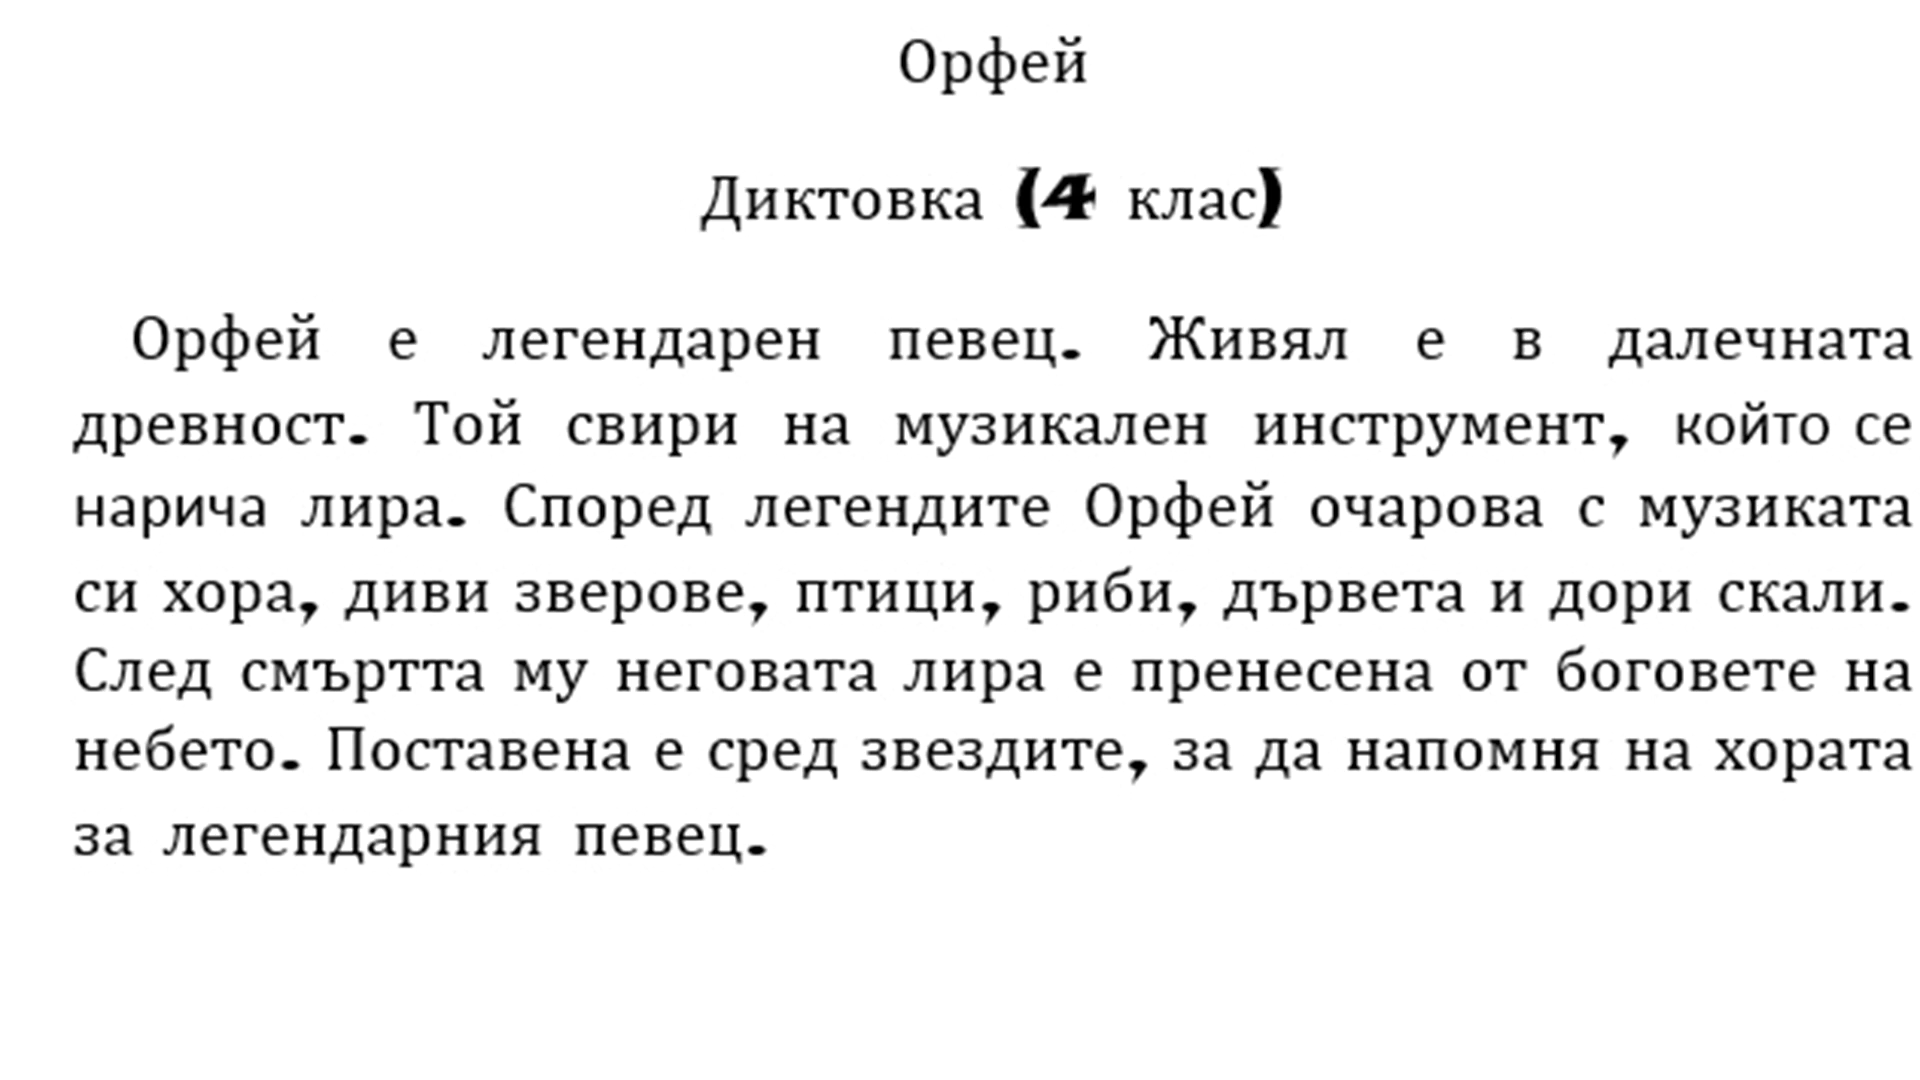 Орфей
Диктовка (4 клас)
Орфей е легендарен певец. Живял е в далечната
древност. Той свири на музикален инструмент, който се
нарича лира. Според легендите Орфей очарова с музиката
си хора, диви зверове, птици, риби, дървета и дори скали.
След смъртта му неговата лира е пренесена от боговете на
небето. Поставена е сред звездите, за да напомня на хората
за легендарния певец.